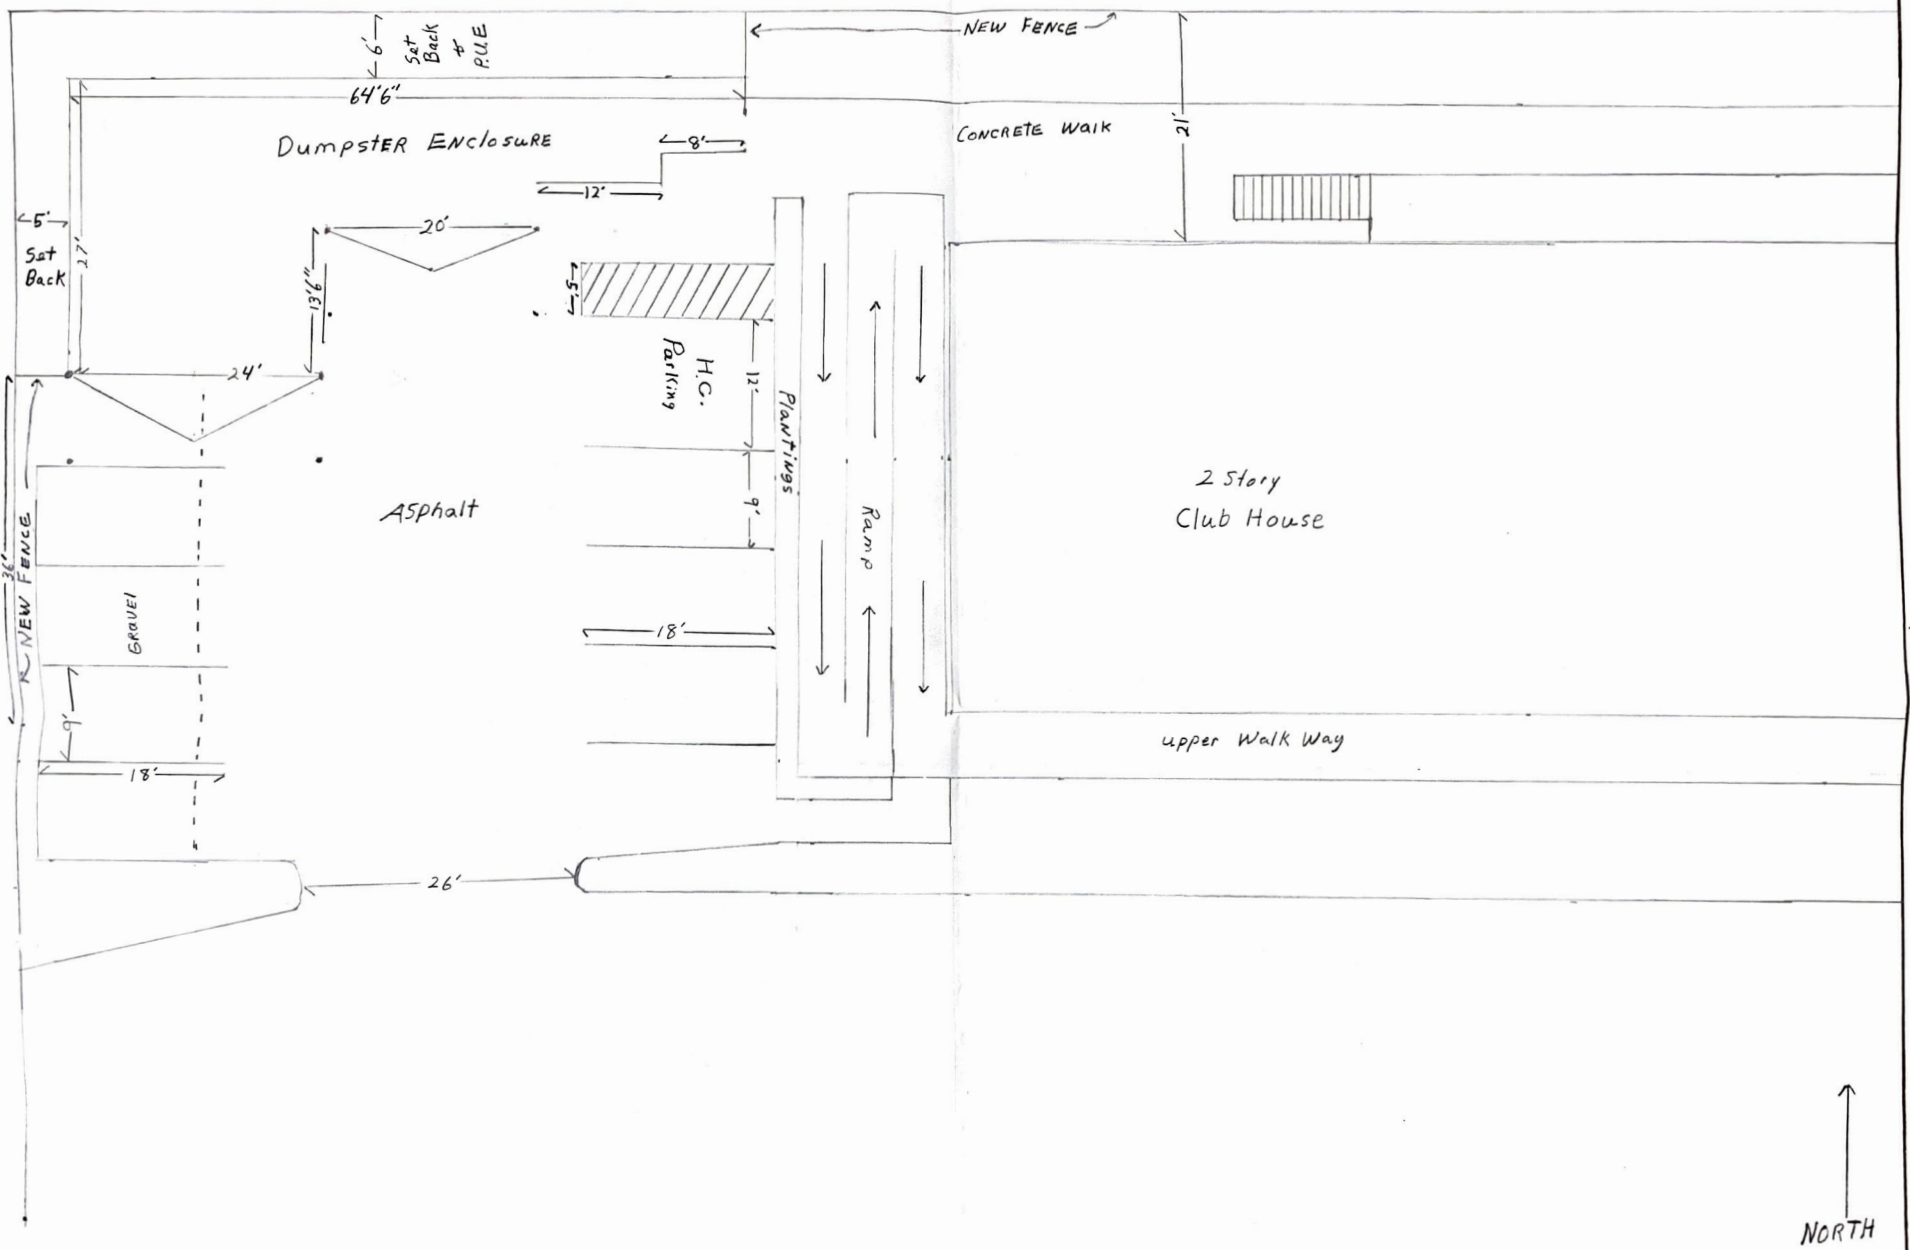 NEW FENCE
6'
Set
Back
&
P.U.E
64'6"
Dumpster Enclosure
8'
CONCRETE Walk
21'
12'
5'
Set
Back
27'
20'
13'6"
5'
24'
H.C.
Parking
12'
Plantings
9'
2 Story
Club House
Asphalt
Ramp
36'
NEW FENCE
GRAVEl
18'
9'
18'
upper Walk Way
26'
NORTH